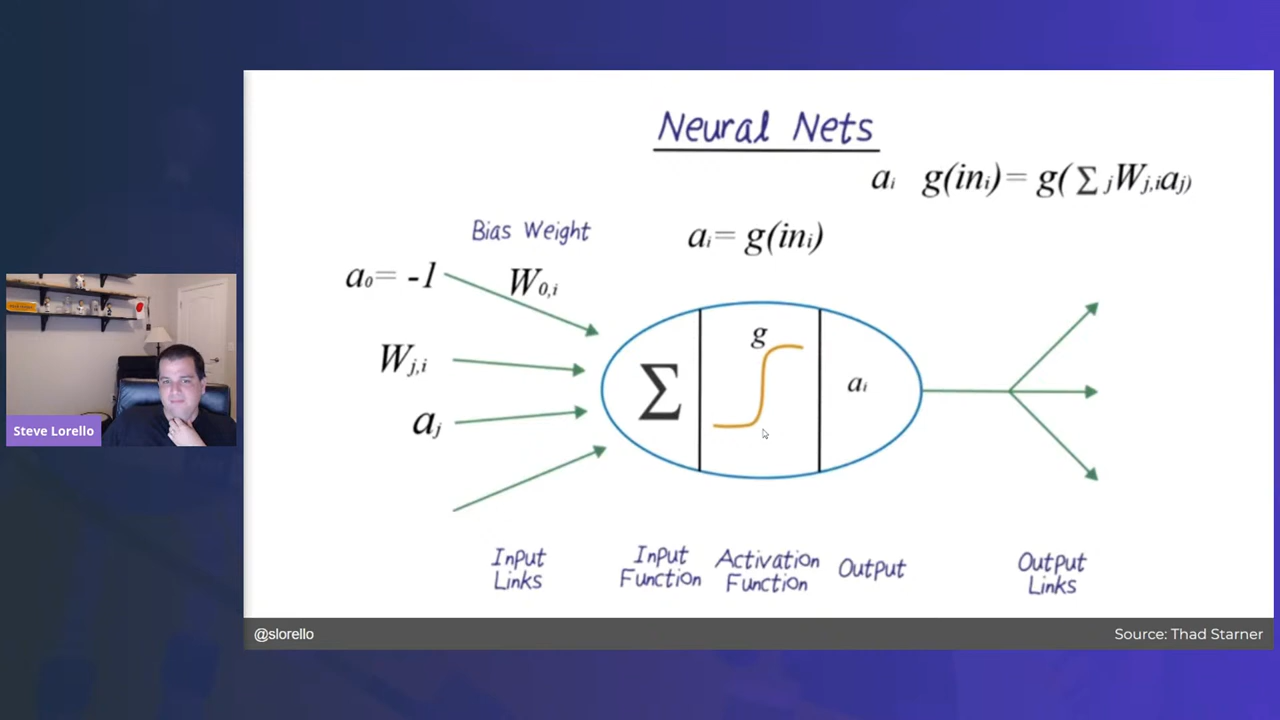 Neural Nets
aᵢ g(inᵢ)= g(Σ ⱼWⱼ,ᵢaⱼ)
Bias Weight
aᵢ= g(inᵢ)
a₀= -1
W₀,ᵢ
Wⱼ,ᵢ
aⱼ
Σ
g
aᵢ
Input Links
Input Function
Activation Function
Output
Output Links
Steve Lorello
@slorello
Source: Thad Starner